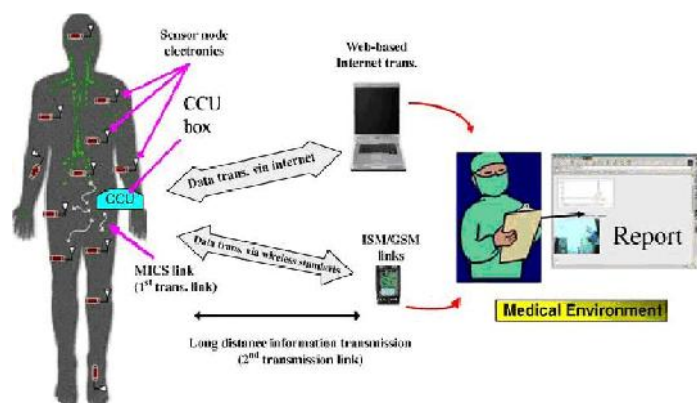 Sensor node
electronics
CCU
box
CCU
MICS link
(1st trans. link)
Web-based
Internet trans.
Data trans. via internet
Data trans. via wireless standards
ISM/GSM
links
Long distance information transmission
(2nd transmission link)
Report
Medical Environment